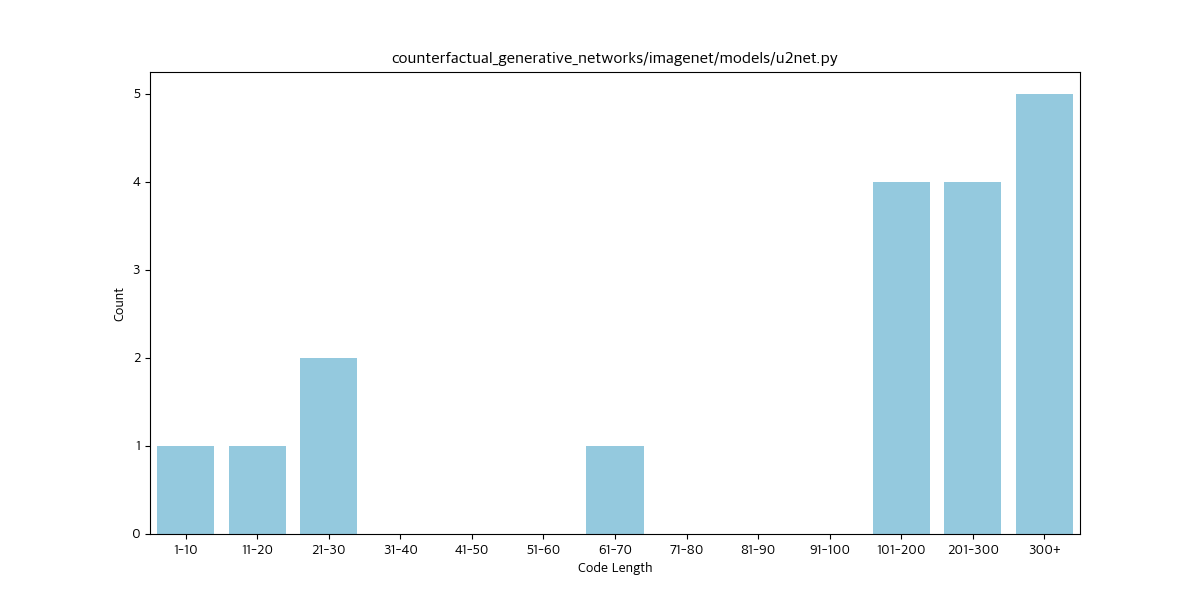 counterfactual_generative_networks/imagenet/models/u2net.py
Count
5
4
3
2
1
0
1-10 11-20 21-30 31-40 41-50 51-60 61-70 71-80 81-90 91-100 101-200 201-300 300+
Code Length